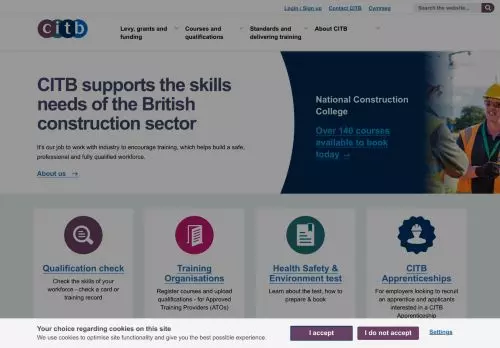 Login / Sign up Contact CITB Cymraeg Search the website...
citb
Levy, grants and funding
Courses and qualifications
Standards and delivering training
About CITB
CITB supports the skills
needs of the British
construction sector
It's our job to work with industry to encourage training, which helps build a safe,
professional and fully qualified workforce.
About us →
National Construction
College
Over 140 courses
available to book
today →
Qualification check
Check the skills of your
workforce - check a card or
training record
Training
Organisations
Register courses and upload
qualifications - for Approved
Training Providers (ATOs)
Health Safety &
Environment test
Learn about the test, how to
prepare & book
CITB
Apprenticeships
For employers looking to recruit
an apprentice and applicants
interested in a CITB
Apprenticeship
Your choice regarding cookies on this site
We use cookies to optimise site functionality and give you the best possible experience.
I accept
I do not accept
Settings